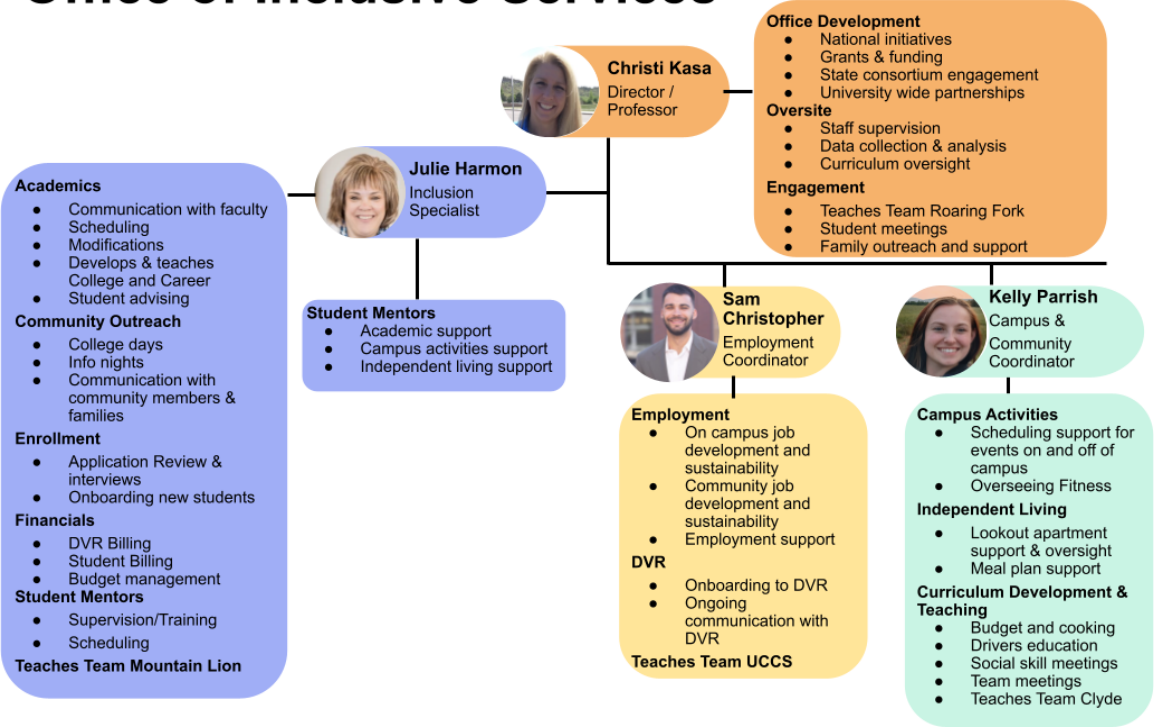 Office of Inclusive Services
Christi Kasa
Director /
Professor
Office Development
● National initiatives
● Grants & funding
● State consortium engagement
● University wide partnerships
Oversite
● Staff supervision
● Data collection & analysis
● Curriculum oversight
Engagement
● Teaches Team Roaring Fork
● Student meetings
● Family outreach and support
Julie Harmon
Inclusion
Specialist
Academics
● Communication with faculty
● Scheduling
● Modifications
● Develops & teaches
College and Career
● Student advising
Community Outreach
● College days
● Info nights
● Communication with
community members &
families
Enrollment
● Application Review &
interviews
● Onboarding new students
Financials
● DVR Billing
● Student Billing
● Budget management
Student Mentors
● Supervision/Training
● Scheduling
Teaches Team Mountain Lion
Student Mentors
● Academic support
● Campus activities support
● Independent living support
Sam
Christopher
Employment
Coordinator
Employment
● On campus job
development and
sustainability
● Community job
development and
sustainability
● Employment support
DVR
● Onboarding to DVR
● Ongoing
communication with
DVR
Teaches Team UCCS
Kelly Parrish
Campus &
Community
Coordinator
Campus Activities
● Scheduling support for
events on and off of
campus
● Overseeing Fitness
Independent Living
● Lookout apartment
support & oversight
● Meal plan support
Curriculum Development &
Teaching
● Budget and cooking
● Drivers education
● Social skill meetings
● Team meetings
● Teaches Team Clyde